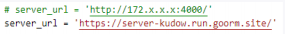 # server_url = 'http://172.x.x.x:4000/'
server_url = 'https://server-kudow.run.goorm.site/'